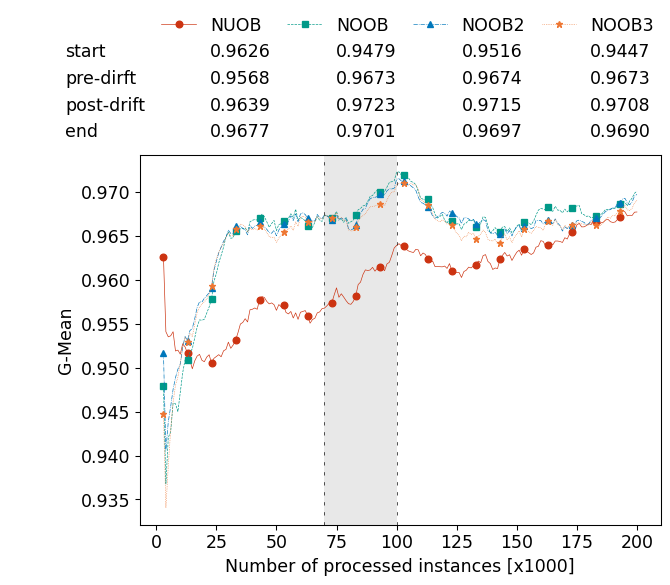 NUOB NOOB NOOB2 NOOB3
start 0.9626 0.9479 0.9516 0.9447
pre-dirft 0.9568 0.9673 0.9674 0.9673
post-drift 0.9639 0.9723 0.9715 0.9708
end 0.9677 0.9701 0.9697 0.9690
0.970
0.965
0.960
0.955
0.950
0.945
0.940
0.935
G-Mean
0 25 50 75 100 125 150 175 200
Number of processed instances [x1000]